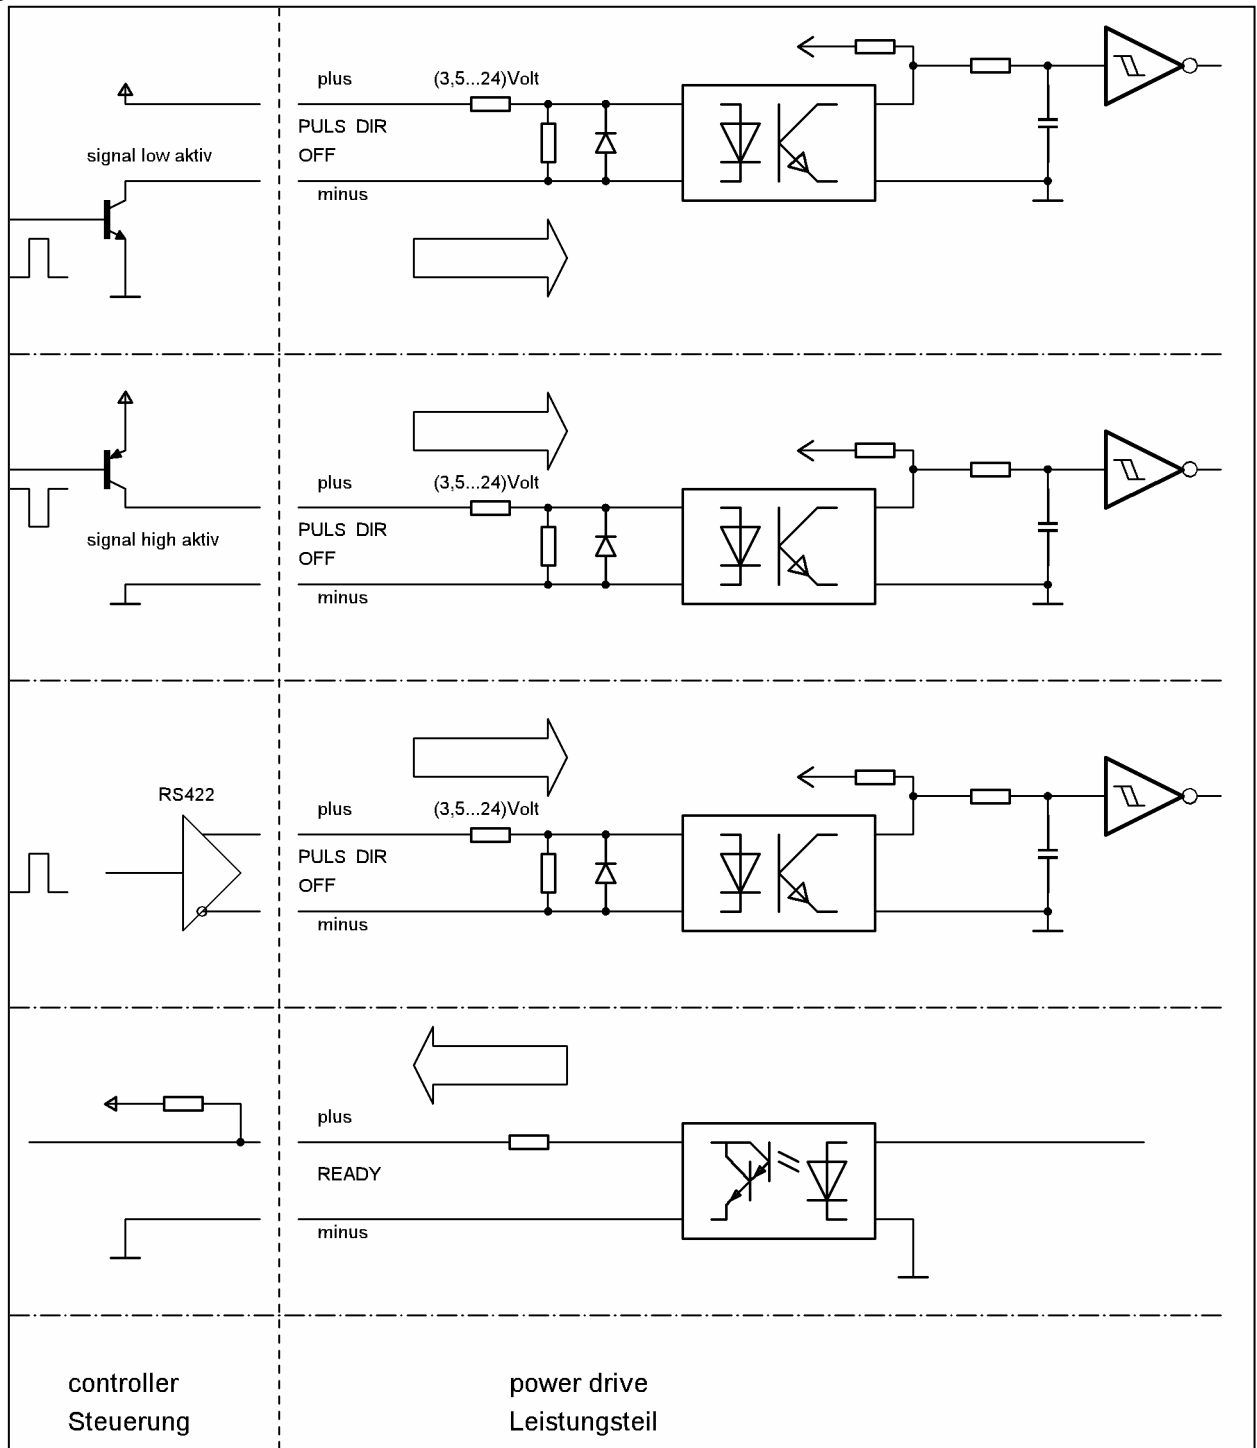 plus
(3,5...24)Volt
PULS DIR
OFF
signal low aktiv
minus
plus
(3,5...24)Volt
PULS DIR
signal high aktiv
OFF
minus
RS422
plus
(3,5...24)Volt
PULS DIR
OFF
minus
plus
READY
minus
controller
power drive
Steuerung
Leistungsteil